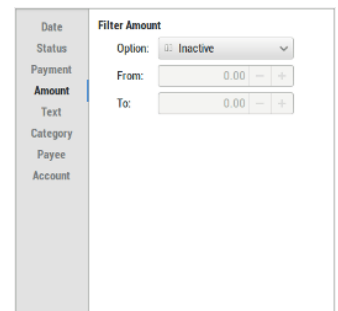 Date
Status
Payment
Amount
Text
Category
Payee
Account
Filter Amount
Option: Inactive
From: 0.00 − +
To: 0.00 − +